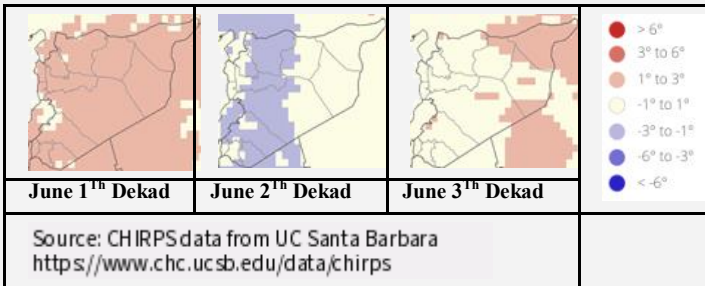 > 6°
3° to 6°
1° to 3°
-1° to 1°
-3° to -1°
-6° to -3°
< -6°
June 1Th Dekad
June 2Th Dekad
June 3Th Dekad
Source: CHIRPS data from UC Santa Barbara
https://www.chc.ucsb.edu/data/chirps